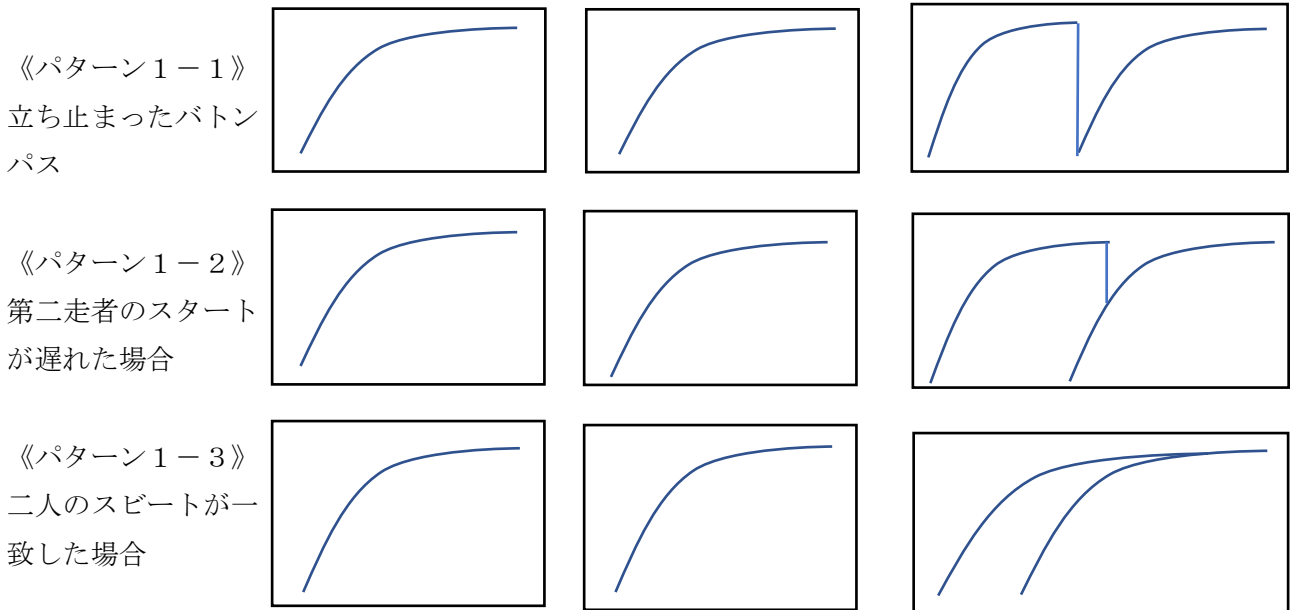 《パターン１－１》
立ち止まったバトン
パス
《パターン１－２》
第二走者のスタート
が遅れた場合
《パターン１－３》
二人のスビートが一
致した場合